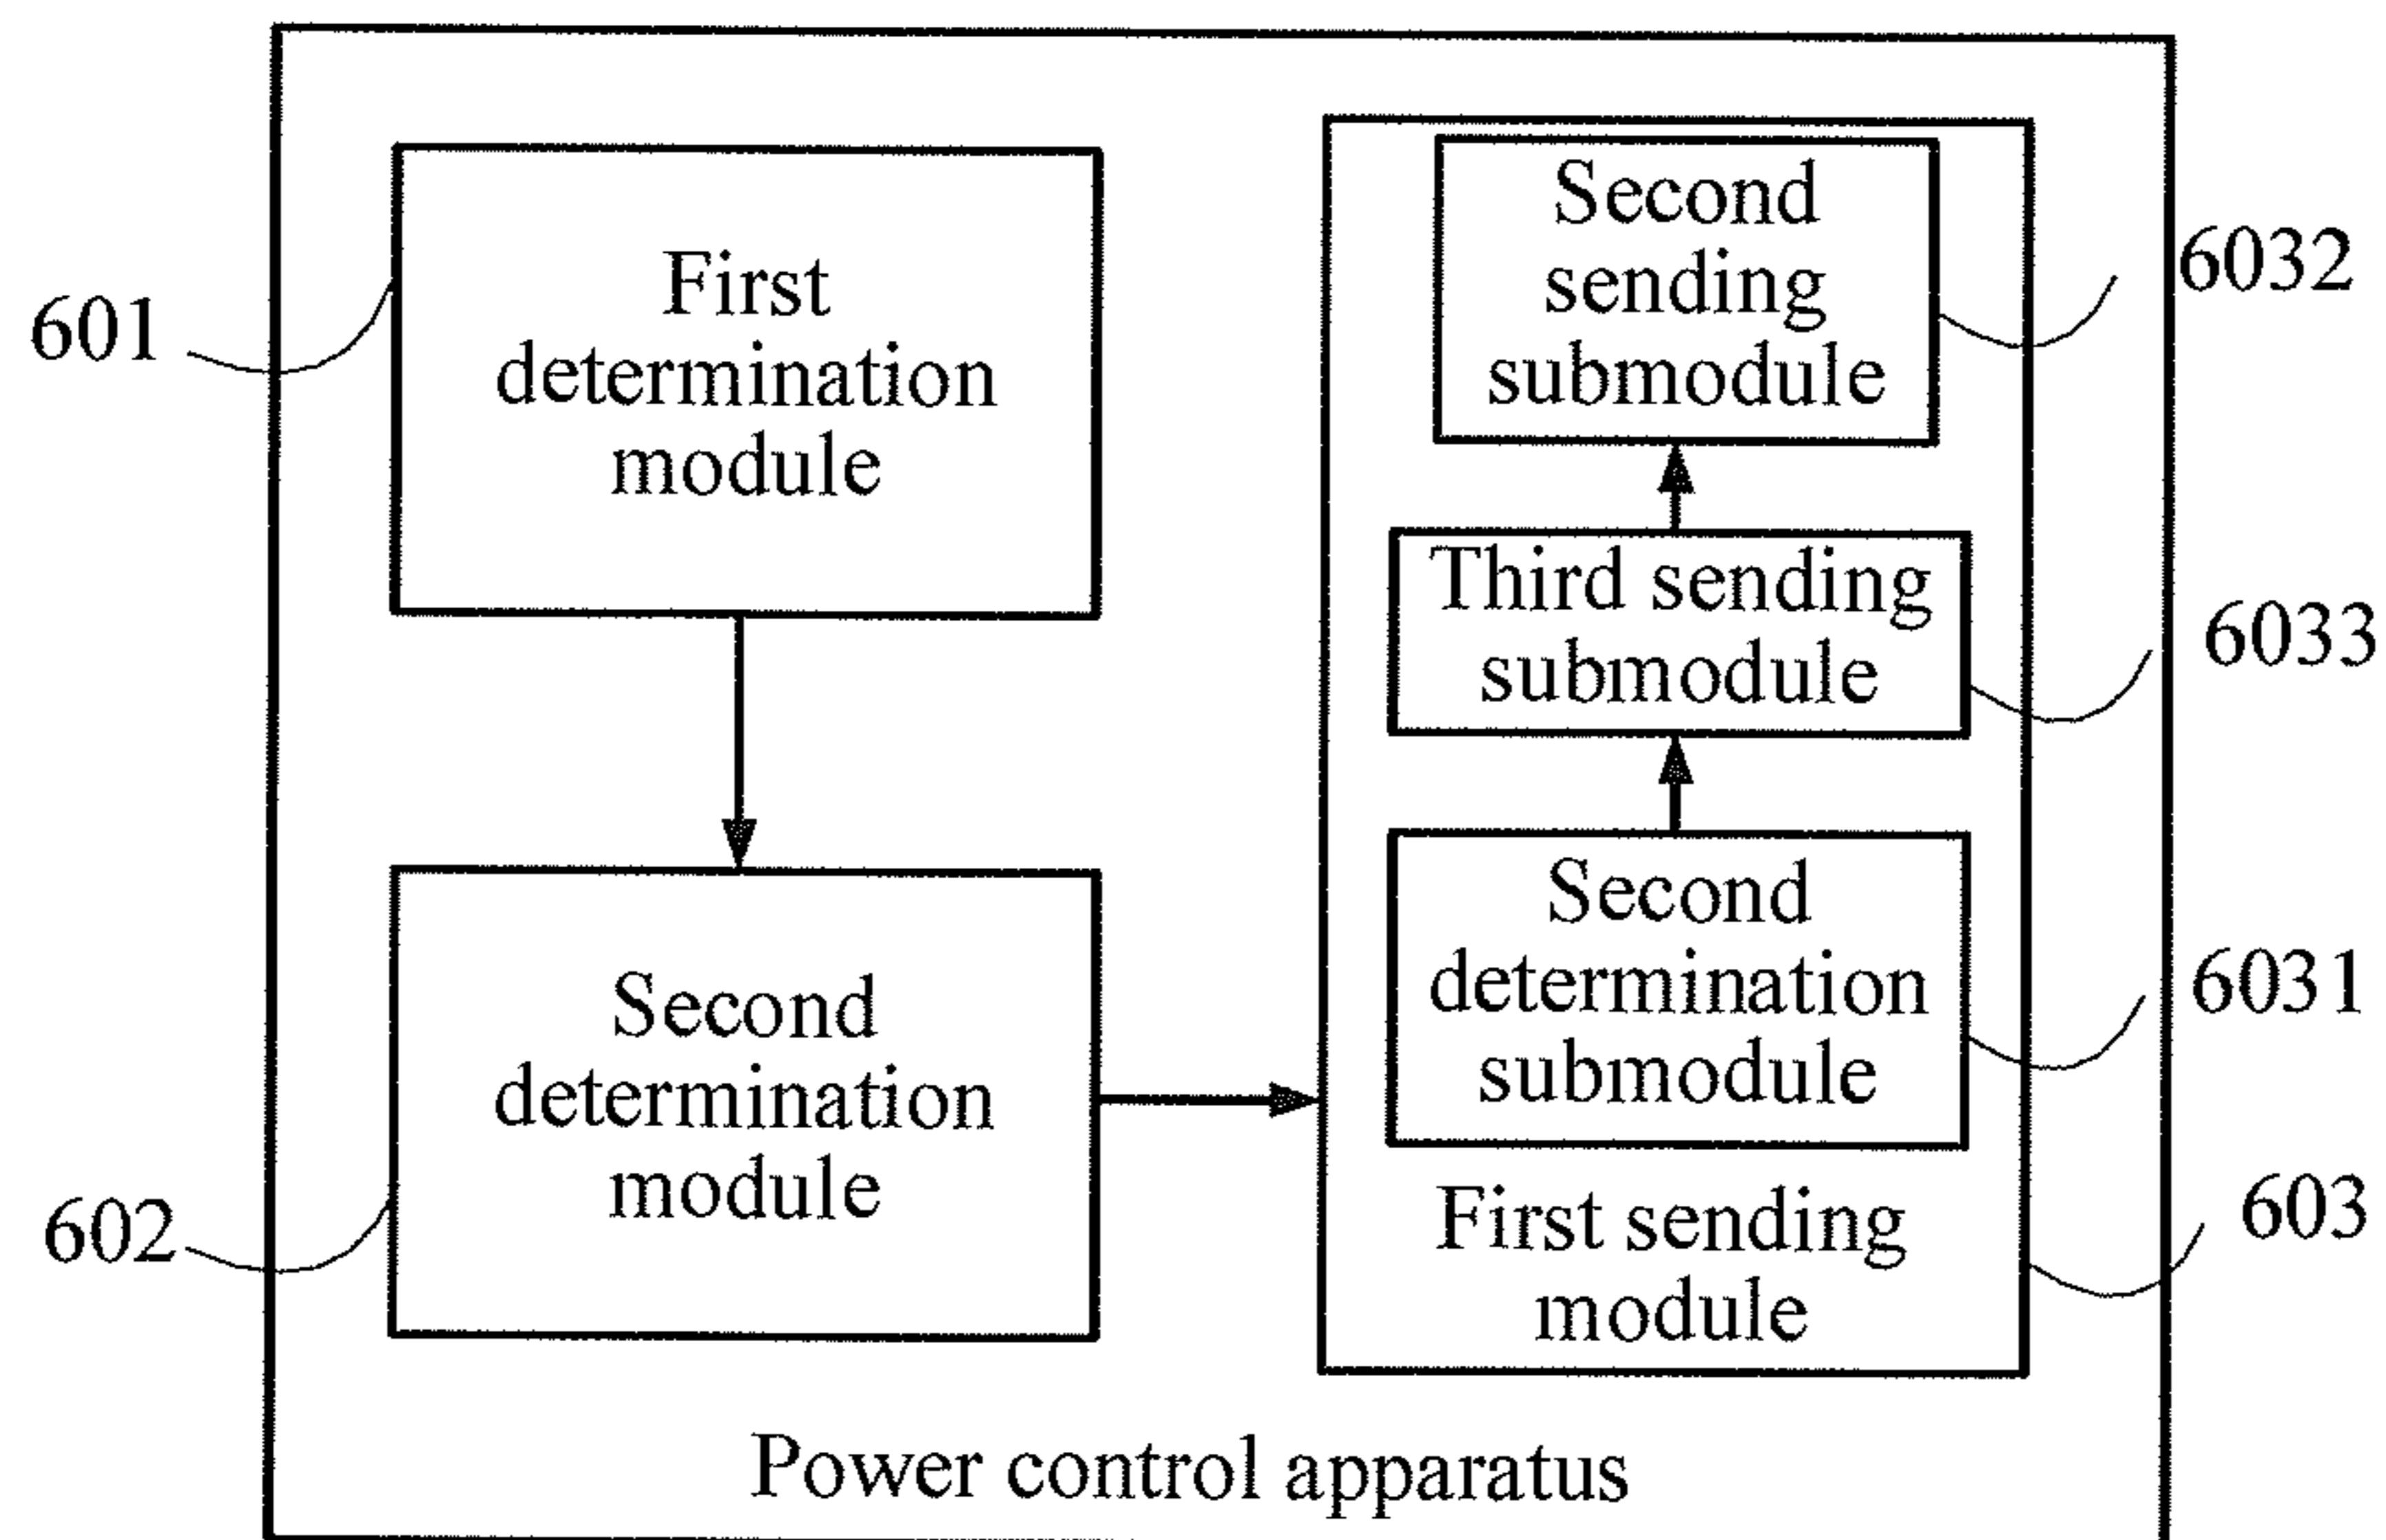 601
First
determination
module
602
Second
determination
module
Second
sending
submodule
6032
Third sending
submodule
6033
Second
determination
submodule
6031
First sending
module
603
Power control apparatus